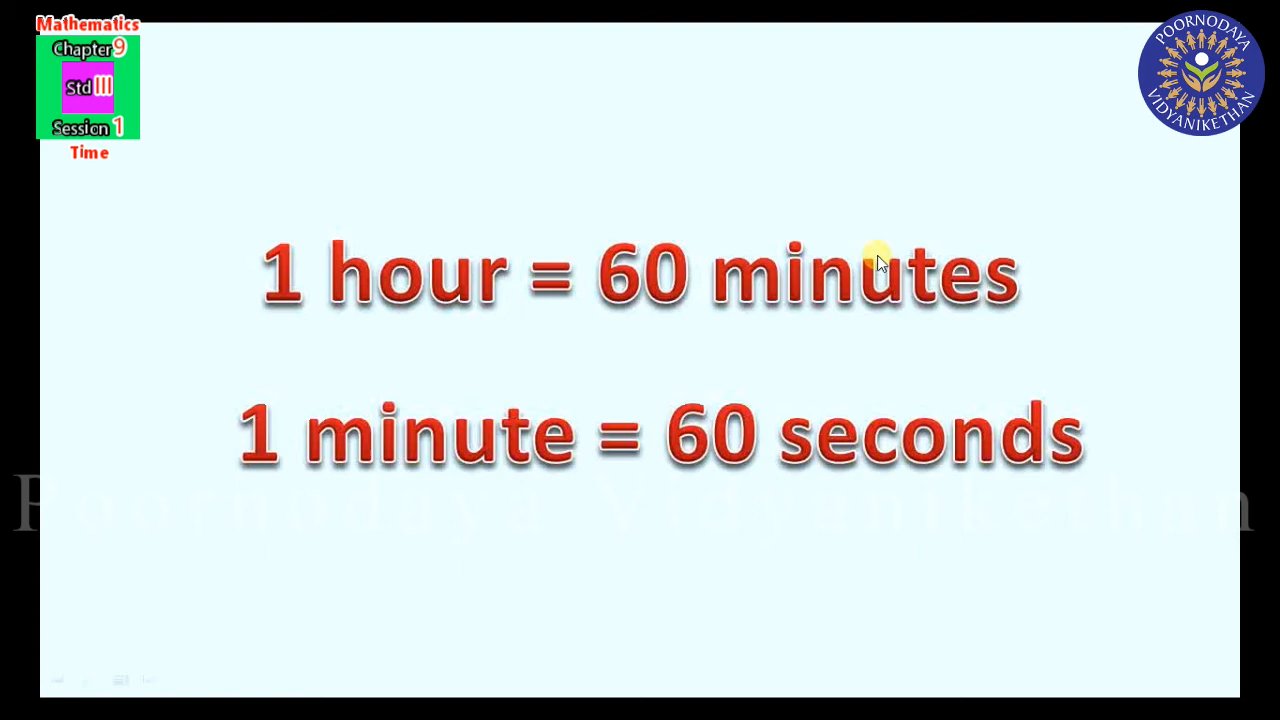 Mathematics
Chapter 9
Std III
Session 1
Time
POORNODAYA
VIDYANIKETHAN
1 hour = 60 minutes
1 minute = 60 seconds
Poornodaya Vidyanikethan